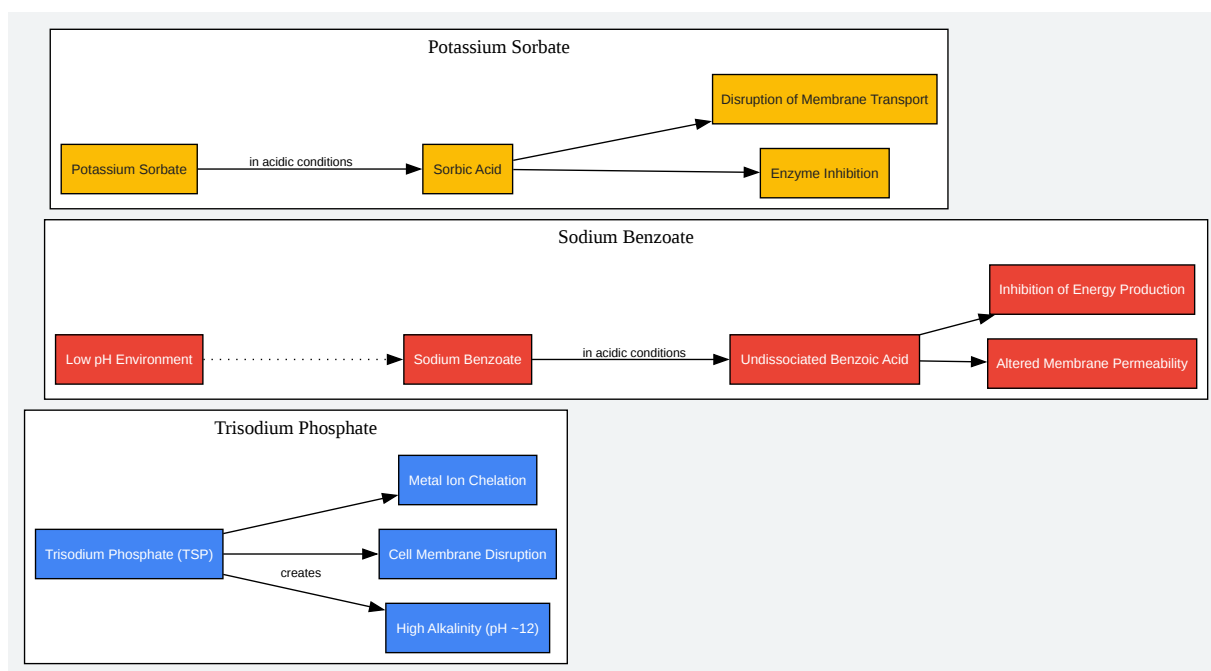 Potassium Sorbate
Disruption of Membrane Transport
Potassium Sorbate
in acidic conditions
Sorbic Acid
Enzyme Inhibition
Sodium Benzoate
Inhibition of Energy Production
Low pH Environment
Sodium Benzoate
in acidic conditions
Undissociated Benzoic Acid
Altered Membrane Permeability
Trisodium Phosphate
Metal Ion Chelation
Trisodium Phosphate (TSP)
Cell Membrane Disruption
creates
High Alkalinity (pH ~12)